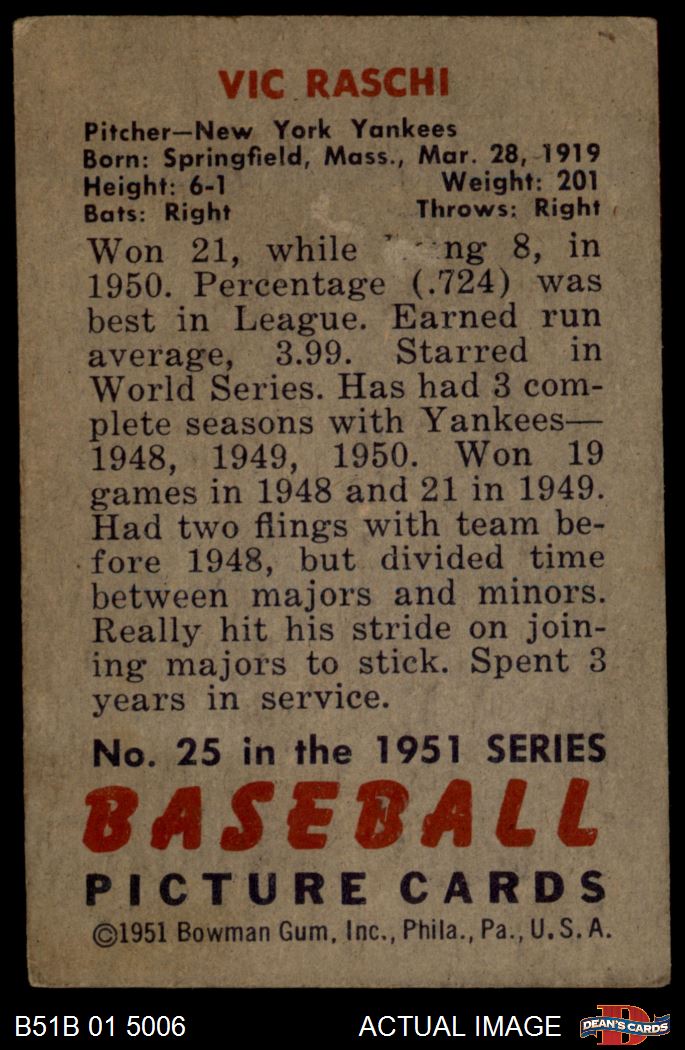 VIC RASCHI
Pitcher—New York Yankees
Born: Springfield, Mass., Mar. 28, 1919
Height: 6-1 Weight: 201
Bats: Right Throws: Right
Won 21, while ng 8, in
1950. Percentage (.724) was
best in League. Earned run
average, 3.99. Starred in
World Series. Has had 3 com-
plete seasons with Yankees—
1948, 1949, 1950. Won 19
games in 1948 and 21 in 1949.
Had two flings with team be-
fore 1948, but divided time
between majors and minors.
Really hit his stride on join-
ing majors to stick. Spent 3
years in service.
No. 25 in the 1951 SERIES
BASEBALL
PICTURE CARDS
©1951 Bowman Gum, Inc., Phila., Pa., U.S.A.
B51B 01 5006 ACTUAL IMAGE D DEAN'S CARDS